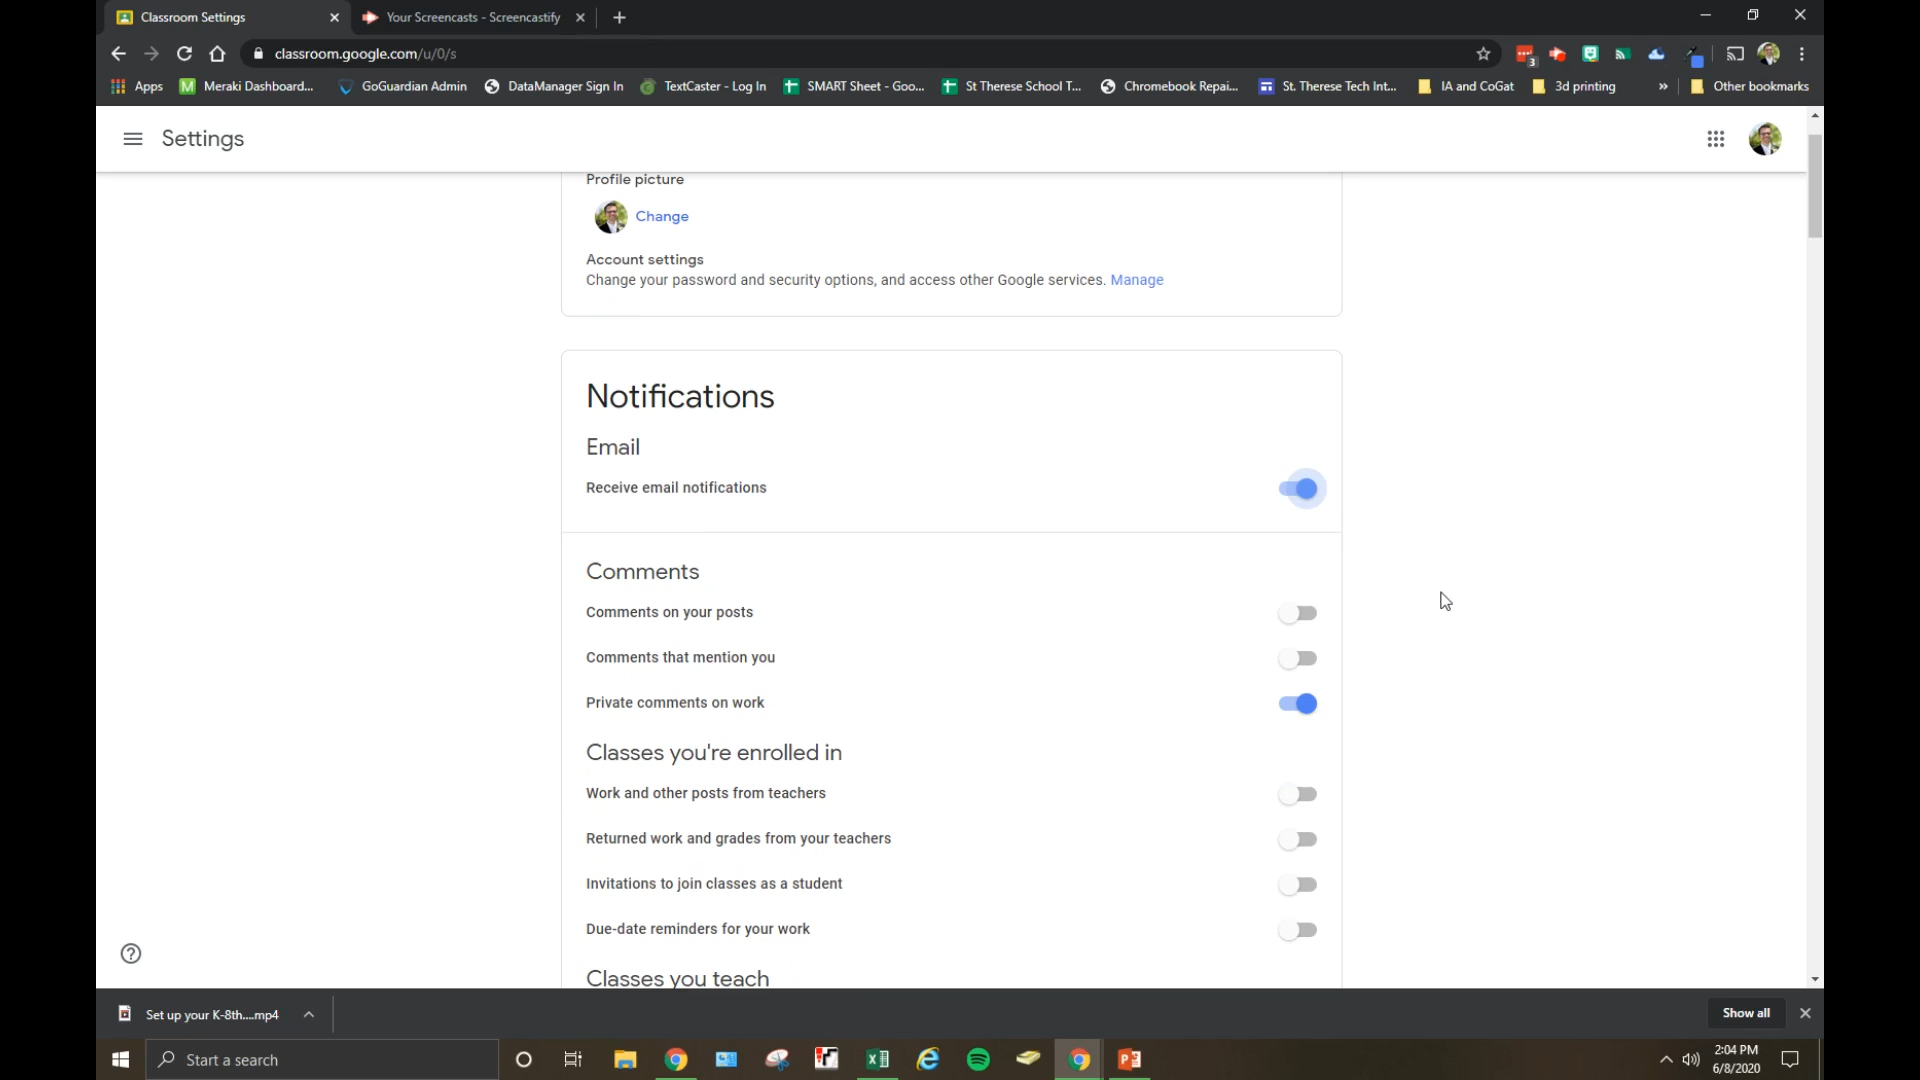 Classroom Settings
Your Screencasts - Screencastify
classroom.google.com/u/0/s
3
Apps
Meraki Dashboard...
GoGuardian Admin
DataManager Sign In
TextCaster - Log In
SMART Sheet - Goo...
St Therese School T...
Chromebook Repai...
St. Therese Tech Int...
IA and CoGat
3d printing
»
Other bookmarks
Settings
Profile picture
Change
Account settings
Change your password and security options, and access other Google services. Manage
Notifications
Email
Receive email notifications
Comments
Comments on your posts
Comments that mention you
Private comments on work
Classes you're enrolled in
Work and other posts from teachers
Returned work and grades from your teachers
Invitations to join classes as a student
Due-date reminders for your work
Classes you teach
Set up your K-8th....mp4
Show all
Start a search
2:04 PM
6/8/2020